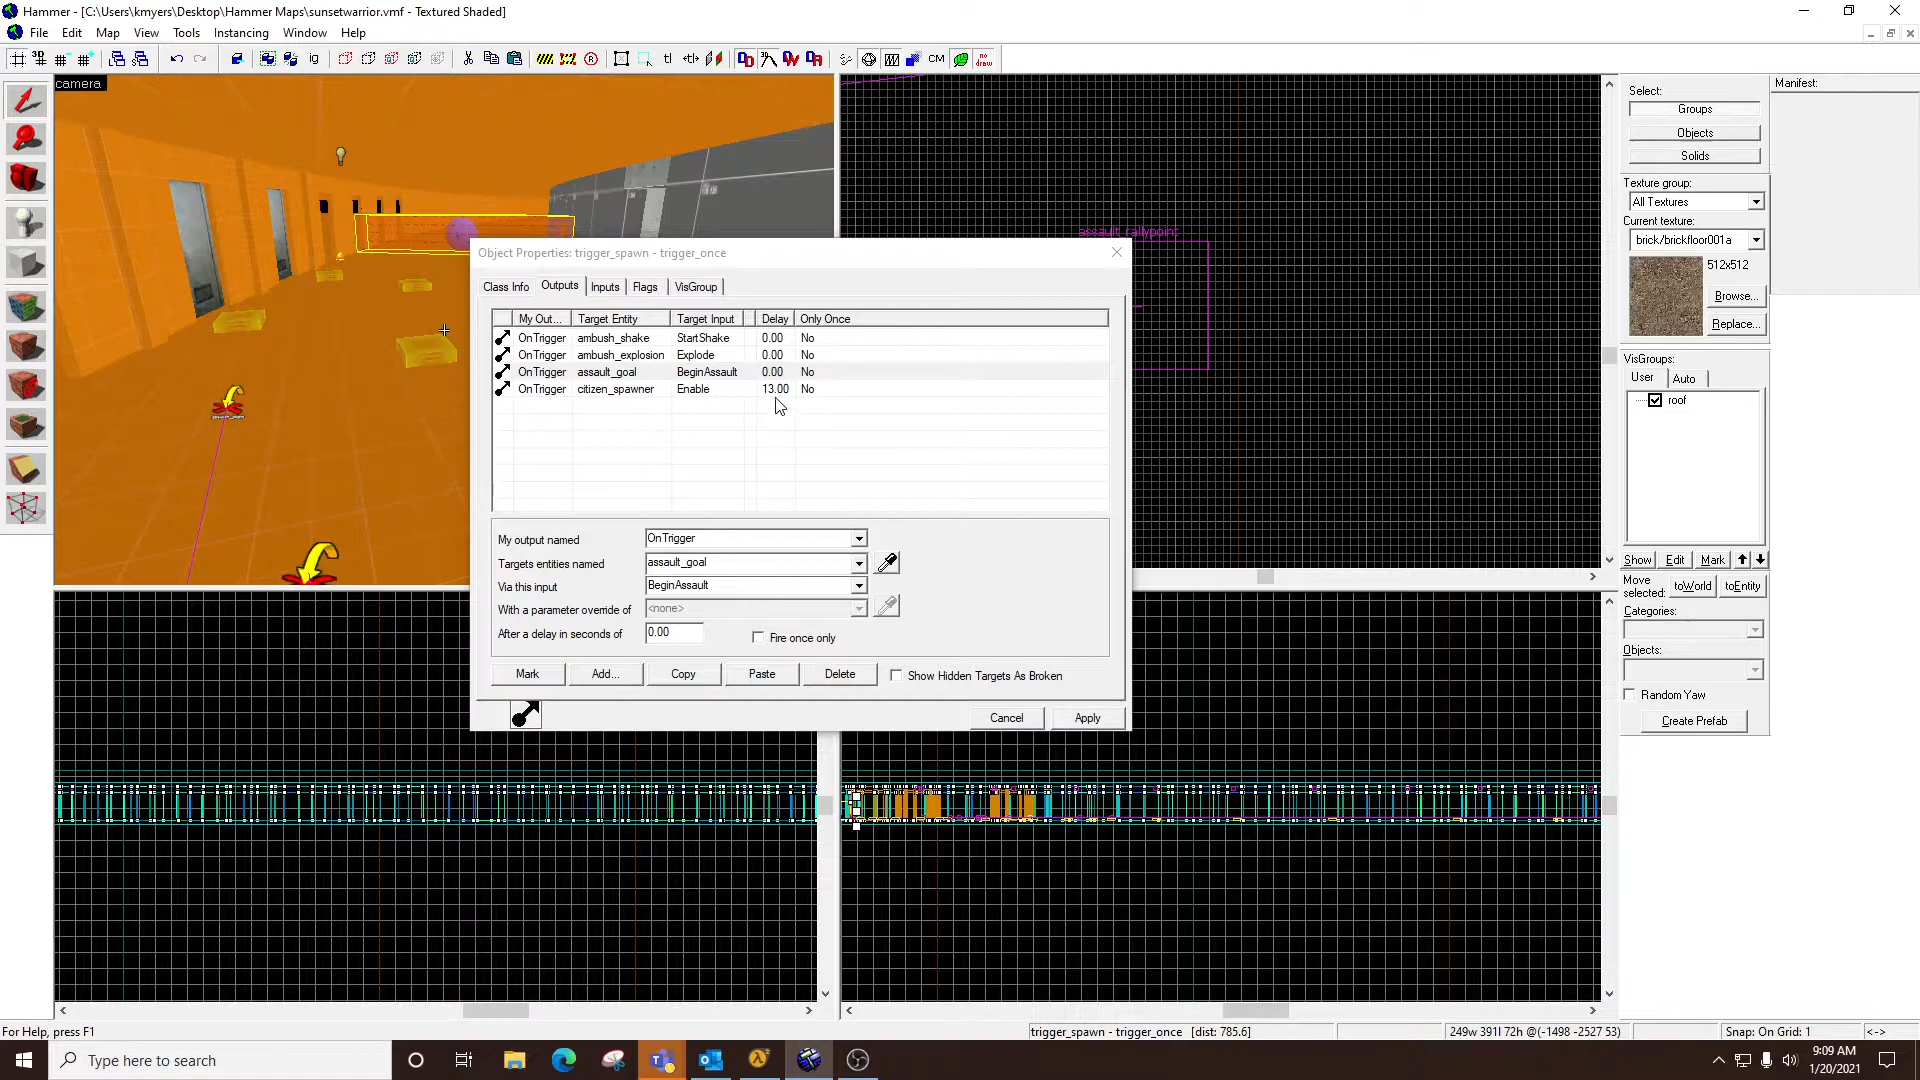 Hammer - [C:\Users\kmyers\Desktop\Hammer Maps\sunsetwarrior.vmf - Textured Shaded]
File Edit Map View Tools Instancing Window Help
3D ig tl CM no draw
camera
assault_rallypoint
Object Properties: trigger_spawn - trigger_once
Class Info Outputs Inputs Flags VisGroup
My Out... Target Entity Target Input Delay Only Once
OnTrigger ambush_shake StartShake 0.00 No
OnTrigger ambush_explosion Explode 0.00 No
OnTrigger assault_goal BeginAssault 0.00 No
OnTrigger citizen_spawner Enable 13.00 No
My output named OnTrigger
Targets entities named assault_goal
Via this input BeginAssault
With a parameter override of <none>
After a delay in seconds of 0.00 Fire once only
Mark Add... Copy Paste Delete Show Hidden Targets As Broken
Cancel Apply
Select:
Groups
Objects
Solids
Texture group:
All Textures
Current texture:
brick/brickfloor001a
512x512
Browse...
Replace...
VisGroups:
User Auto
roof
Show Edit Mark
Move selected: toWorld toEntity
Categories:
Objects:
Random Yaw
Create Prefab
Manifest:
For Help, press F1
trigger_spawn - trigger_once [dist: 785.6]
249w 391l 72h @(-1498 -2527 53)
Snap: On Grid: 1
<->
Type here to search
9:09 AM
1/20/2021